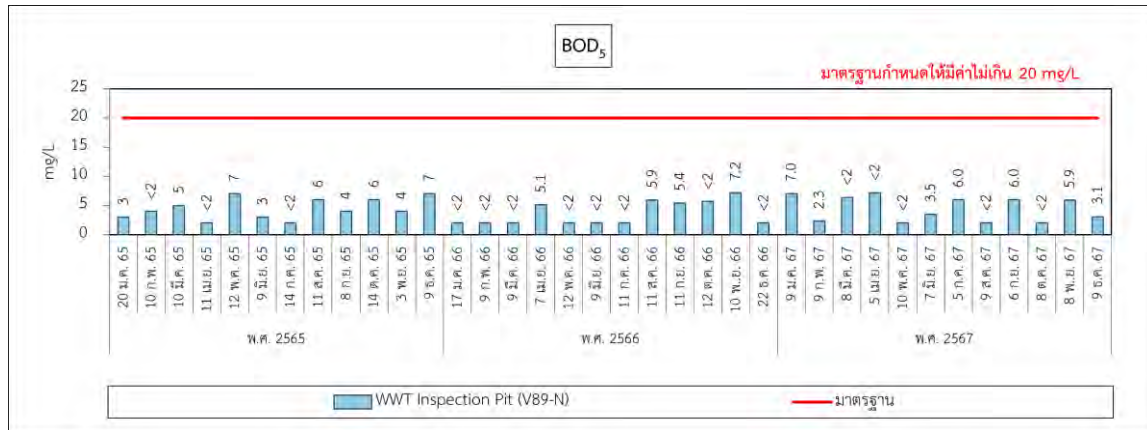 BOD5
มาตรฐานกำหนดให้มีค่าไม่เกิน 20 mg/L
mg/L
25
20
15
10
5
0
3 <2 5 <2 7 3 <2 6 4 6 4 7 <2 <2 <2 5.1 <2 <2 <2 5.9 5.4 <2 7.2 <2 7.0 2.3 <2 <2 <2 3.5 6.0 <2 6.0 <2 5.9 3.1
20 ม.ค. 65
10 ก.พ. 65
10 มี.ค. 65
11 เม.ย. 65
12 พ.ค. 65
9 มิ.ย. 65
14 ก.ค. 65
11 ส.ค. 65
8 ก.ย. 65
14 ต.ค. 65
3 พ.ย. 65
9 ธ.ค. 65
17 ม.ค. 66
9 ก.พ. 66
9 มี.ค. 66
7 เม.ย. 66
12 พ.ค. 66
9 มิ.ย. 66
11 ก.ค. 66
11 ส.ค. 66
11 ก.ย. 66
12 ต.ค. 66
10 พ.ย. 66
22 ธ.ค. 66
9 ม.ค. 67
9 ก.พ. 67
8 มี.ค. 67
5 เม.ย. 67
10 พ.ค. 67
7 มิ.ย. 67
5 ก.ค. 67
9 ส.ค. 67
6 ก.ย. 67
8 ต.ค. 67
8 พ.ย. 67
9 ธ.ค. 67
พ.ศ. 2565 พ.ศ. 2566 พ.ศ. 2567
WWT Inspection Pit (V89-N) มาตรฐาน